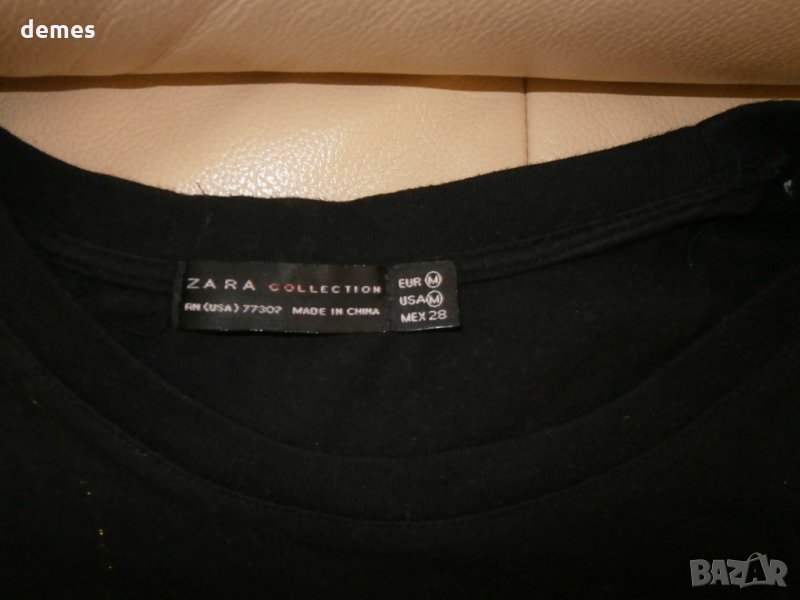 demes
ZARA COLLECTION
RN (USA) 77302 MADE IN CHINA
EUR M
USA M
MEX 28
BAZAR